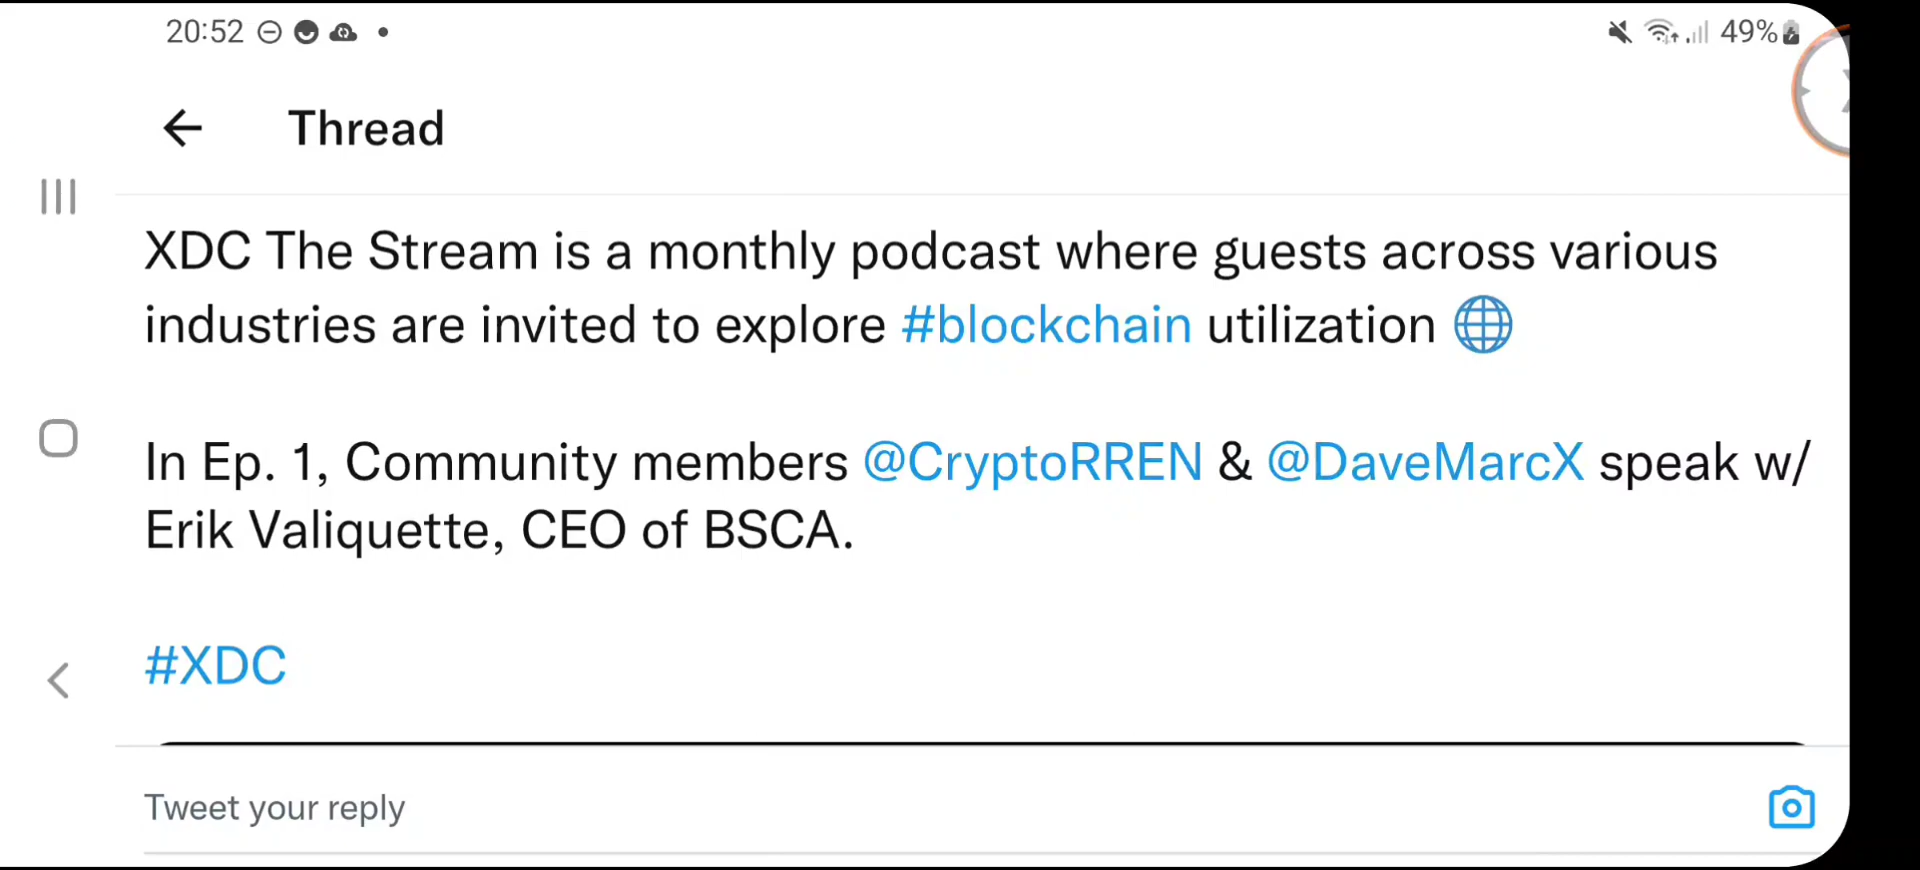 20:52 49%
Thread
XDC The Stream is a monthly podcast where guests across various
industries are invited to explore #blockchain utilization 🌐
In Ep. 1, Community members @CryptoRREN & @DaveMarcX speak w/
Erik Valiquette, CEO of BSCA.
#XDC
Tweet your reply